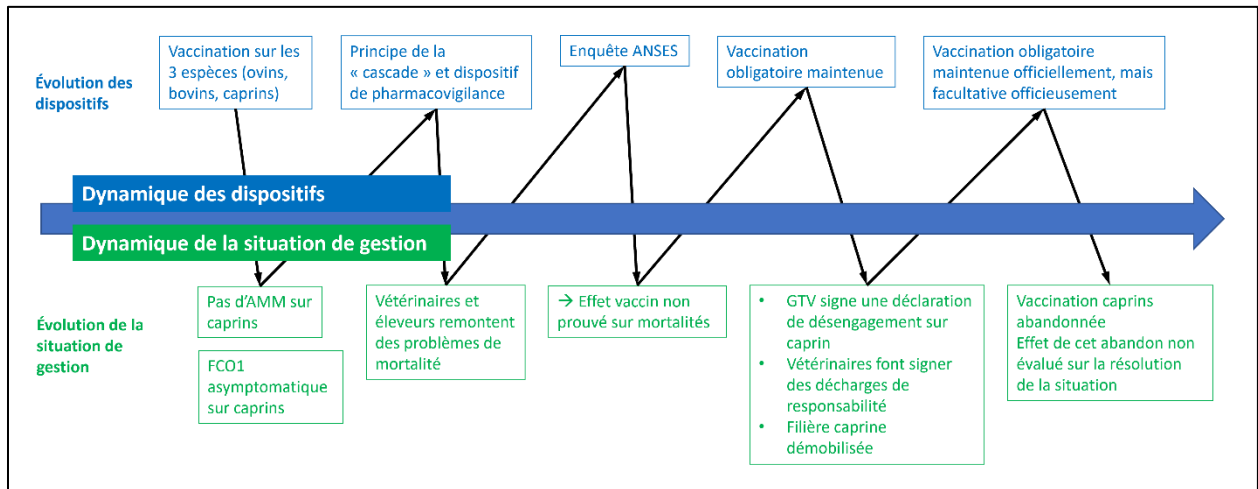 Évolution des
dispositifs
Vaccination sur les
3 espèces (ovins,
bovins, caprins)
Principe de la
« cascade » et dispositif
de pharmacovigilance
Enquête ANSES
Vaccination
obligatoire maintenue
Vaccination obligatoire
maintenue officiellement, mais
facultative officieusement
Dynamique des dispositifs
Dynamique de la situation de gestion
Évolution de la
situation de
gestion
Pas d'AMM sur
caprins
FCO1
asymptomatique
sur caprins
Vétérinaires et
éleveurs remontent
des problèmes de
mortalité
→ Effet vaccin non
prouvé sur mortalités
• GTV signe une déclaration
de désengagement sur
caprin
• Vétérinaires font signer
des décharges de
responsabilité
• Filière caprine
démobilisée
Vaccination caprins
abandonnée
Effet de cet abandon non
évalué sur la résolution
de la situation